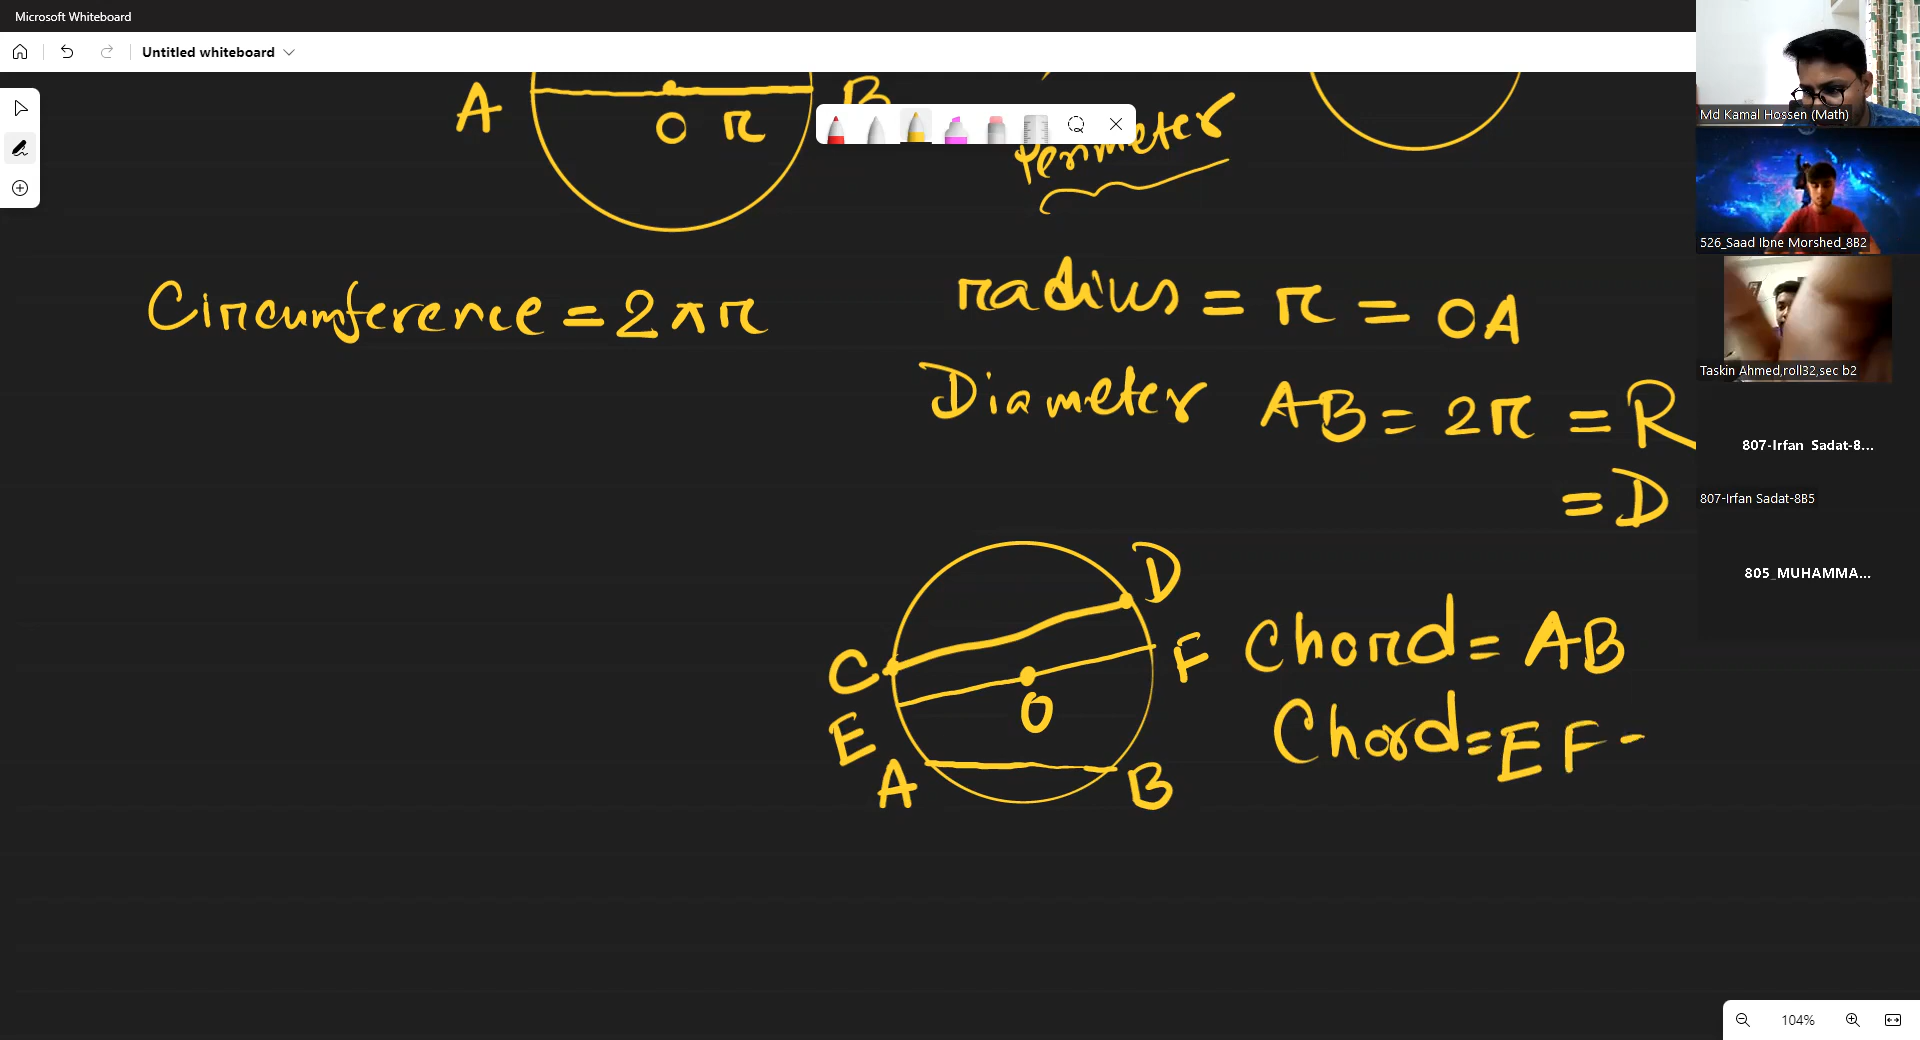 Microsoft Whiteboard
Untitled whiteboard
A
B
O r
Perimeter
Circumference = 2πr
radius = r = OA
Diameter AB = 2r = R
= D
D
C
F
E
O
A
B
Chord = AB
Chord = EF -
Md Kamal Hossen (Math)
526_Saad Ibne Morshed_8B2
Taskin Ahmed,roll32,sec b2
807-Irfan Sadat-8...
807-Irfan Sadat-8B5
805_MUHAMMA...
104%